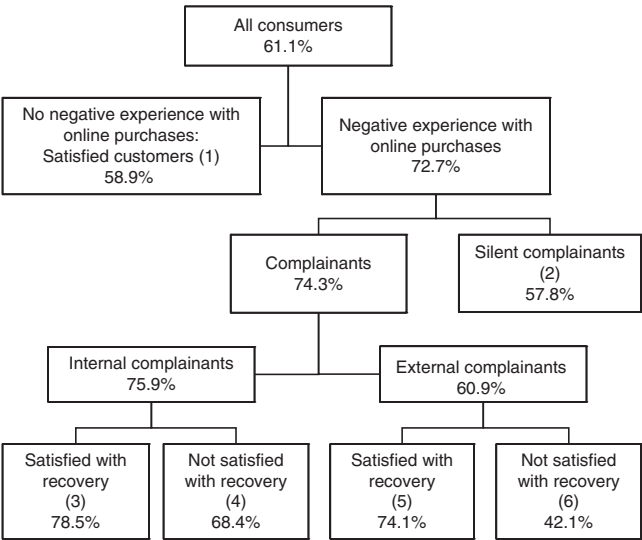 All consumers
61.1%
No negative experience with
online purchases:
Satisfied customers (1)
58.9%
Negative experience with
online purchases
72.7%
Complainants
74.3%
Silent complainants
(2)
57.8%
Internal complainants
75.9%
External complainants
60.9%
Satisfied with
recovery
(3)
78.5%
Not satisfied
with recovery
(4)
68.4%
Satisfied with
recovery
(5)
74.1%
Not satisfied
with recovery
(6)
42.1%